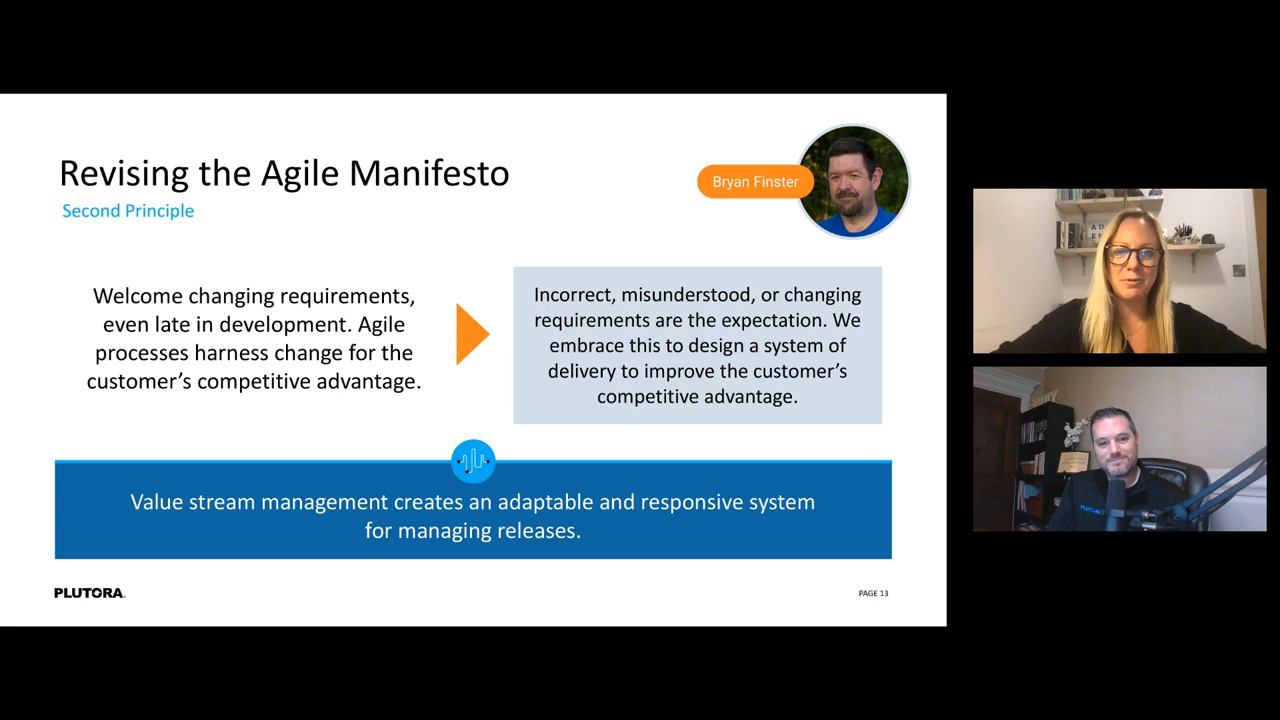 Revising the Agile Manifesto
Second Principle
Bryan Finster
Welcome changing requirements,
even late in development. Agile
processes harness change for the
customer’s competitive advantage.
Incorrect, misunderstood, or changing
requirements are the expectation. We
embrace this to design a system of
delivery to improve the customer’s
competitive advantage.
Value stream management creates an adaptable and responsive system
for managing releases.
PLUTORA
PAGE 13